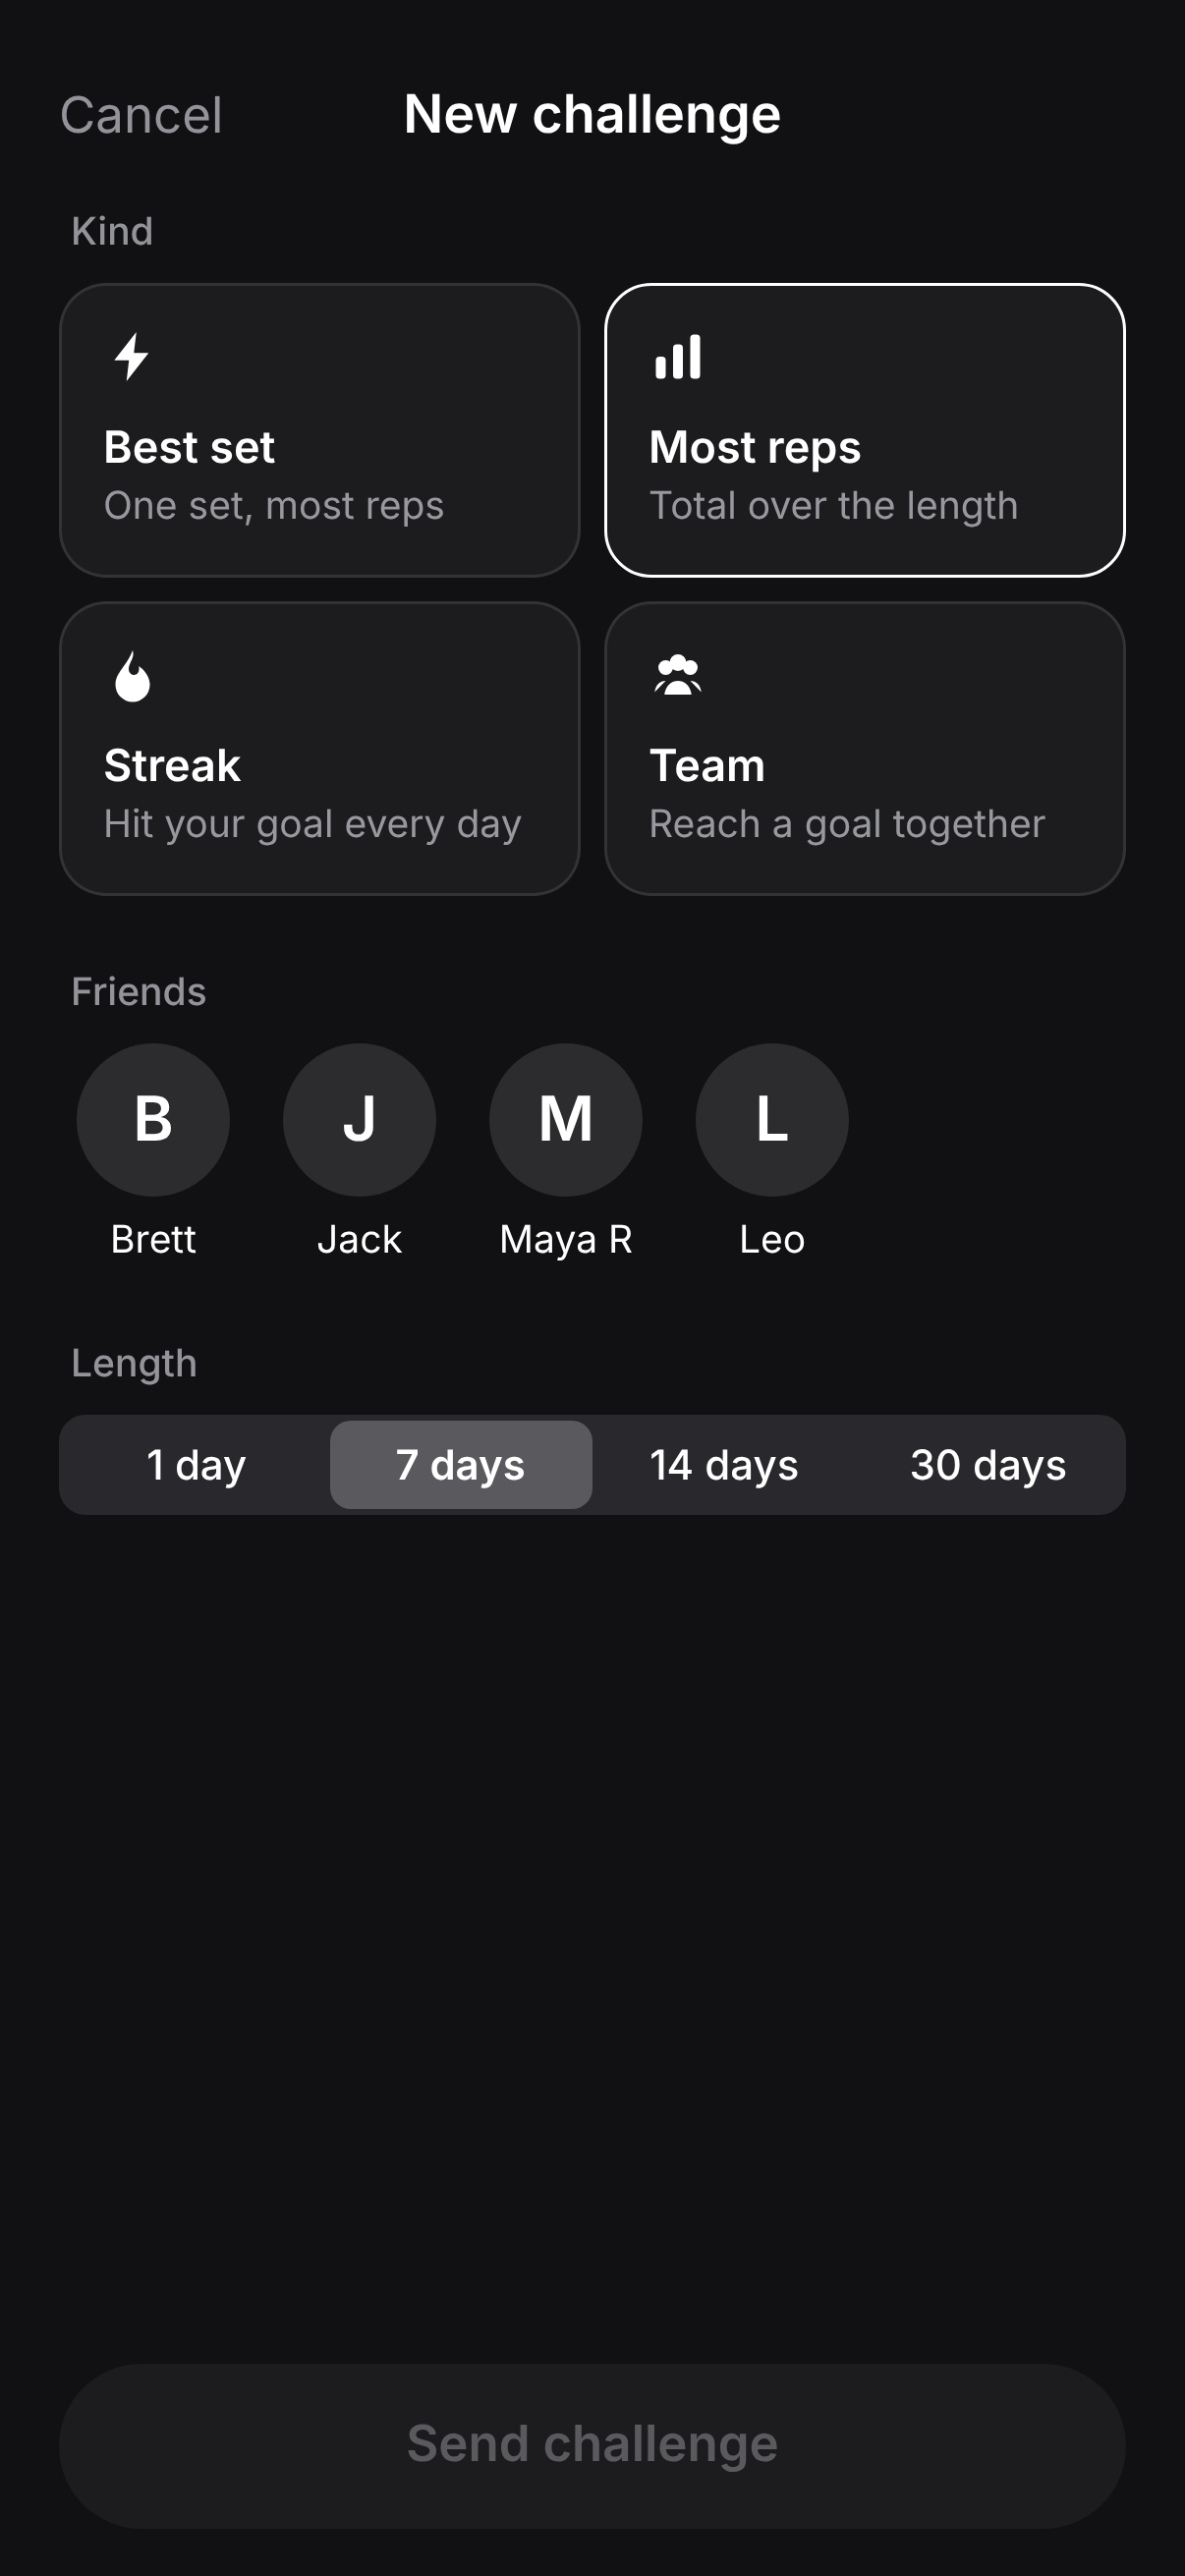 Cancel
New challenge
Kind
Best set
One set, most reps
Most reps
Total over the length
Streak
Hit your goal every day
Team
Reach a goal together
Friends
B
J
M
L
Brett
Jack
Maya R
Leo
Length
1 day
7 days
14 days
30 days
Send challenge